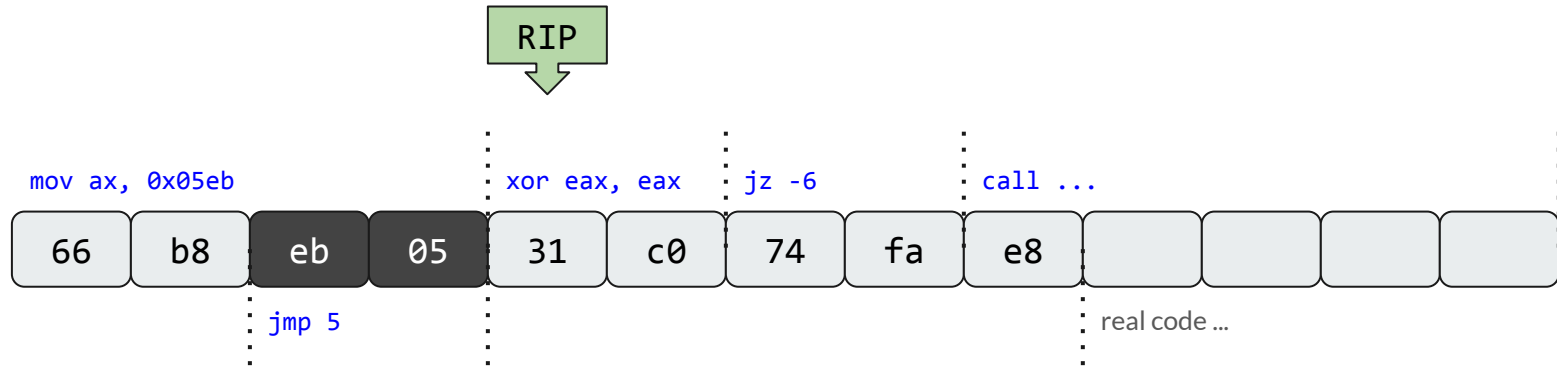 RIP
mov ax, 0x05eb
xor eax, eax
jz -6
call ...
66 b8 eb 05 31 c0 74 fa e8
jmp 5
real code ...